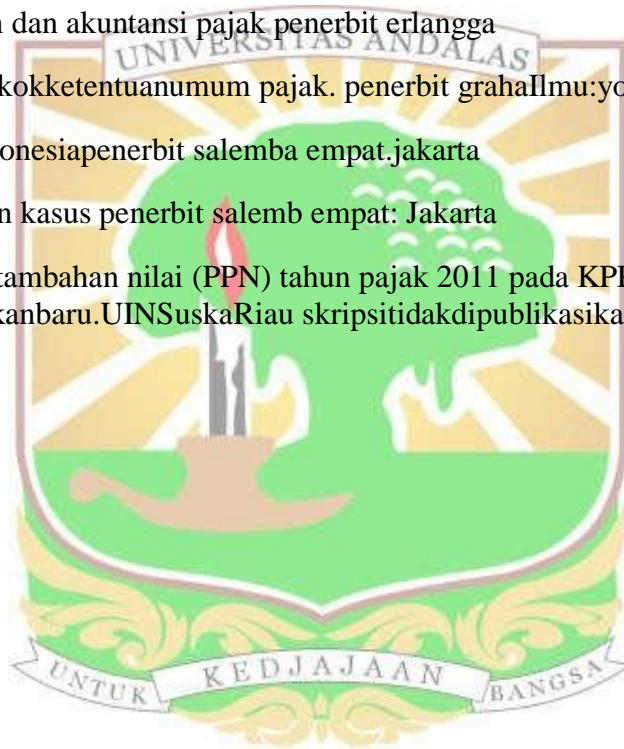 n dan akuntansi pajak penerbit erlangga
UNIVERSITAS ANDALAS
kokketentuanumum pajak. penerbit grahaIlmu:yo
onesiapenerbit salemba empat.jakarta
n kasus penerbit salemb empat: Jakarta
tambahan nilai (PPN) tahun pajak 2011 pada KPP
kanbaru.UINSuskaRiau skripsitidakdipublikasika
UNTUK KEDJAJAAN BANGSA